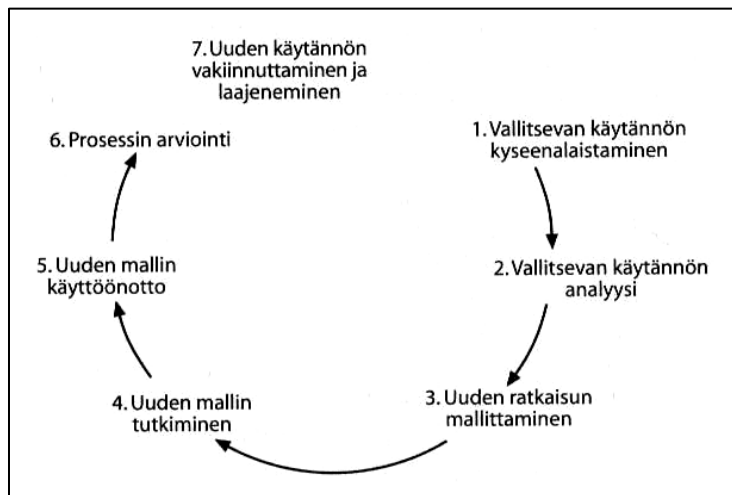 7. Uuden käytännön
vakiinnuttaminen ja
laajeneminen
1. Vallitsevan käytännön
kyseenalaistaminen
2. Vallitsevan käytännön
analyysi
3. Uuden ratkaisun
mallittaminen
4. Uuden mallin
tutkiminen
5. Uuden mallin
käyttöönotto
6. Prosessin arviointi